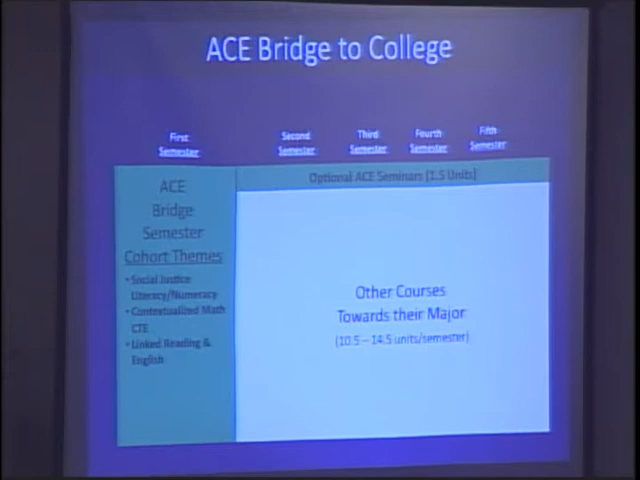 ACE Bridge to College
First Second Third Fourth Fifth
Semester Semester Semester Semester Semester
Optional ACE Seminars (1.5 Units)
ACE
Bridge
Semester
Cohort Themes
• Social Justice
Literacy/Numeracy
• Contextualized Math
CTE
• Linked Reading &
English
Other Courses
Towards their Major
(10.5 – 14.5 units/semester)